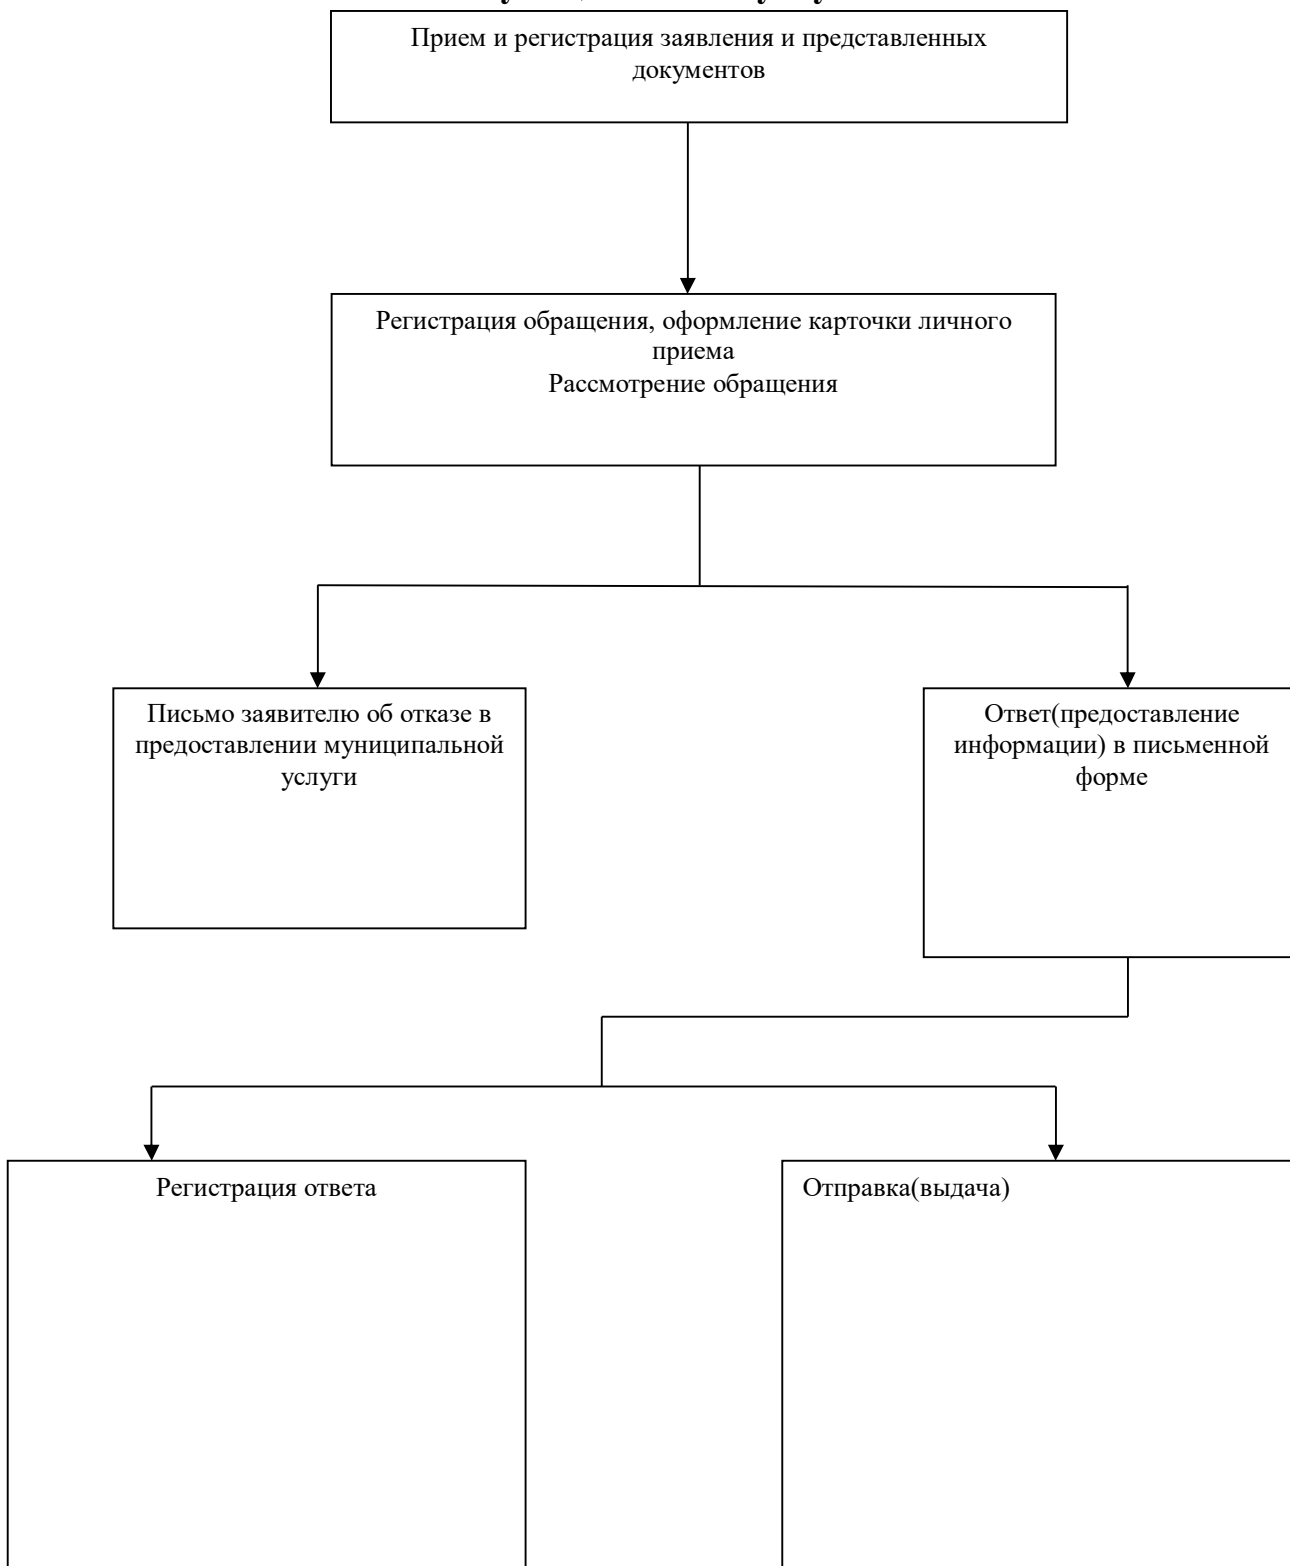 Прием и регистрация заявления и представленных
документов
Регистрация обращения, оформление карточки личного
приема
Рассмотрение обращения
Письмо заявителю об отказе в
предоставлении муниципальной
услуги
Ответ(предоставление
информации) в письменной
форме
Регистрация ответа
Отправка(выдача)